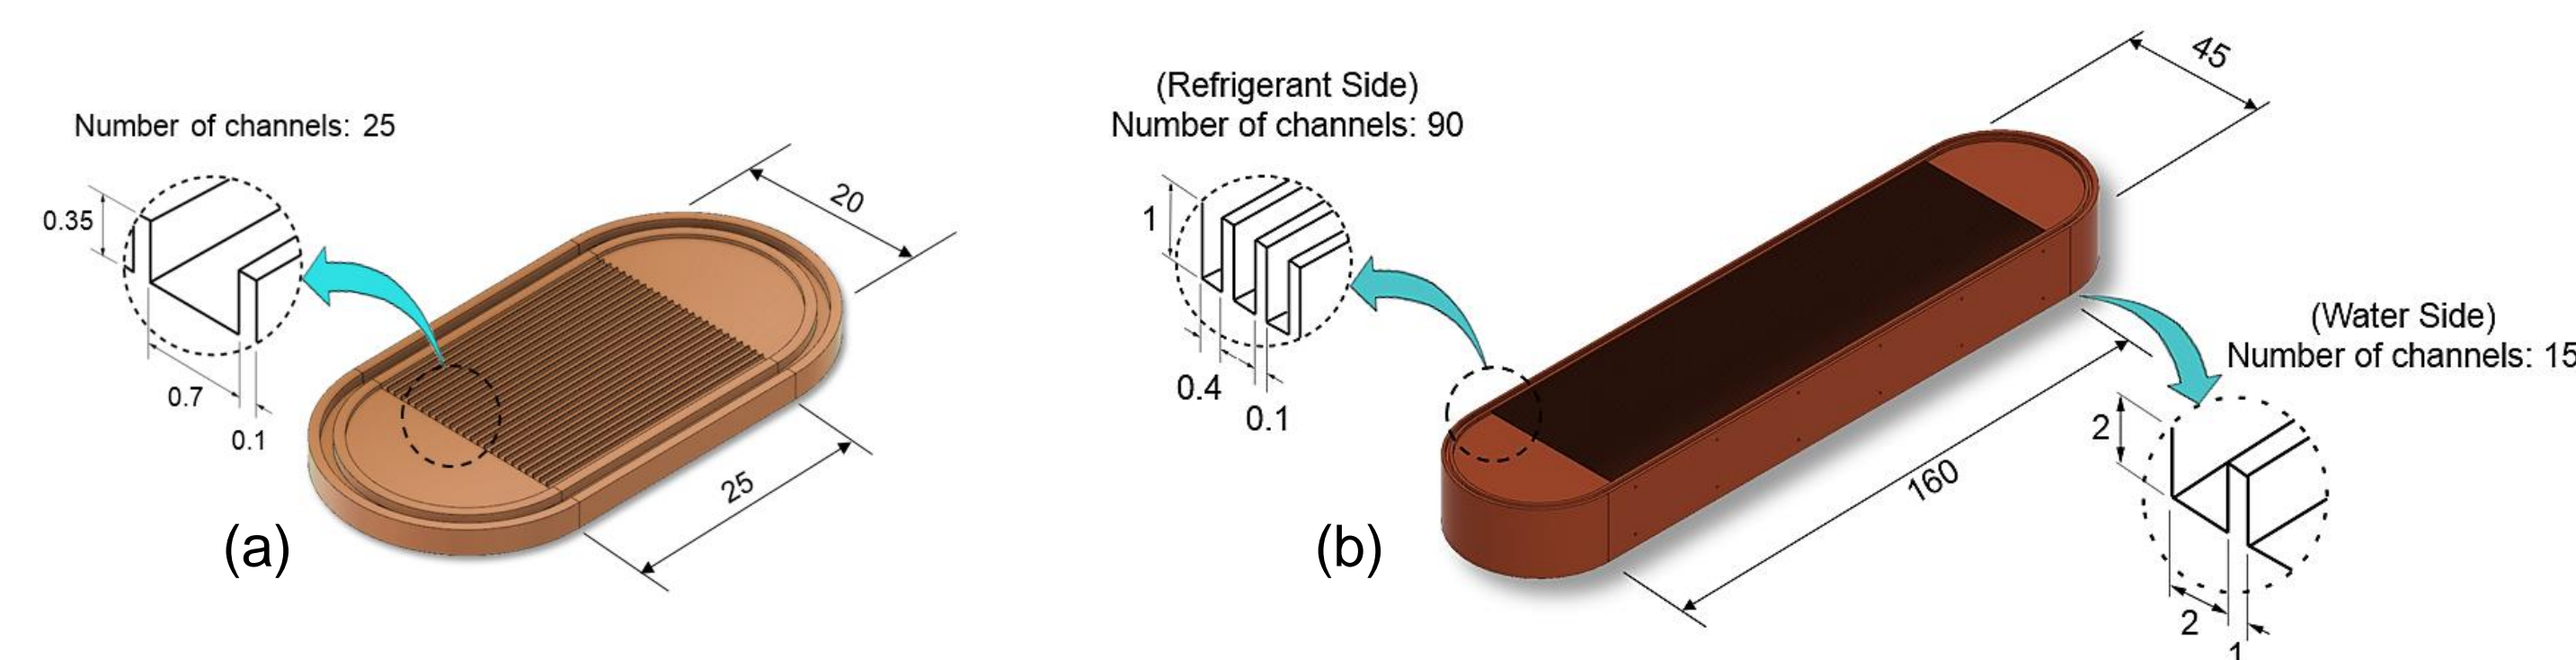 Number of channels: 25
0.35
0.7
0.1
20
25
(a)
(Refrigerant Side)
Number of channels: 90
1
0.4
0.1
45
160
(b)
(Water Side)
Number of channels: 15
2
2
1